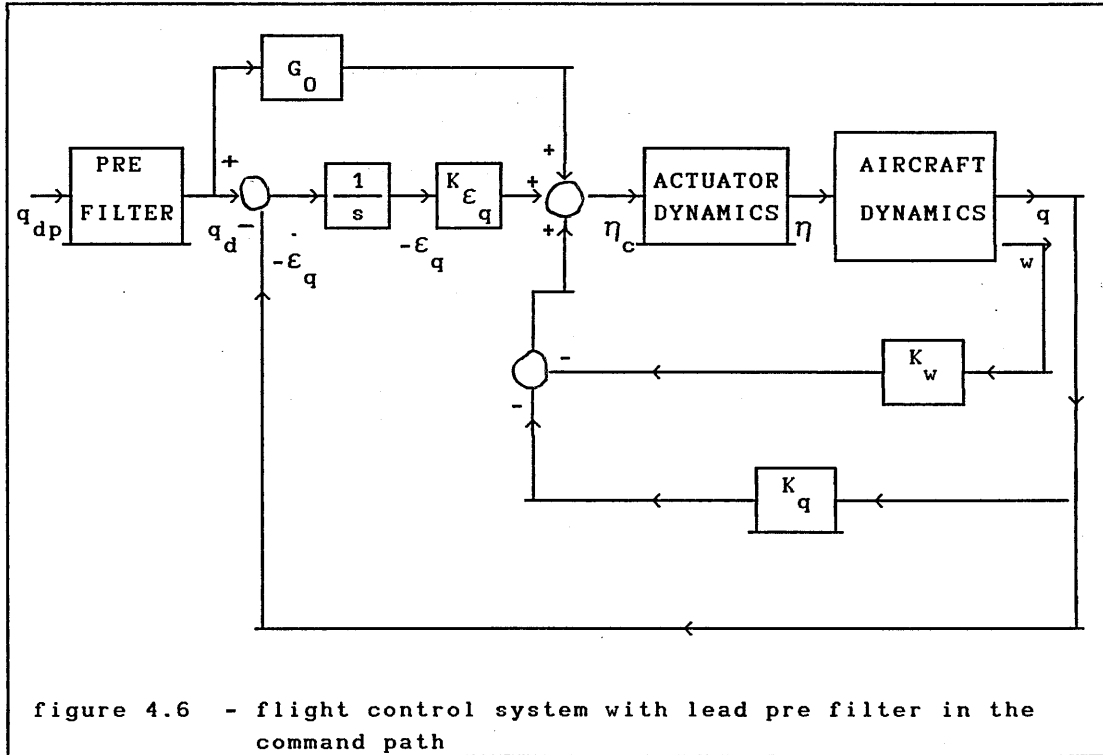 G0
PRE
FILTER
+
-
1
s
K
εq
+
+
+
ACTUATOR
DYNAMICS
AIRCRAFT
DYNAMICS
q
qdp
qd
-ε̇q
-εq
ηc
η
w
-
-
Kw
Kq
figure 4.6 - flight control system with lead pre filter in the
command path